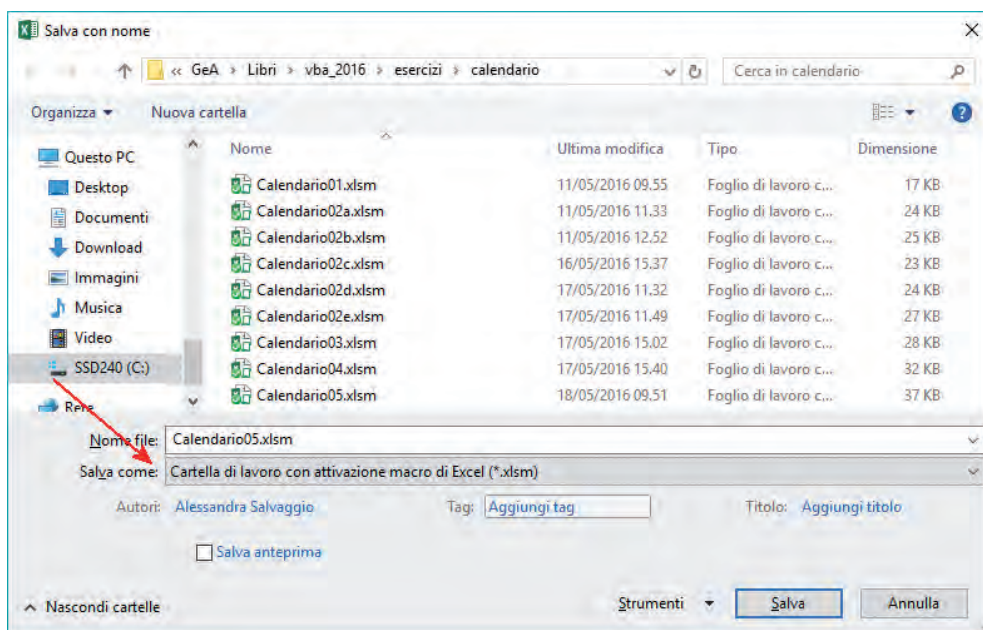 Salva con nome
« GeA > Libri > vba_2016 > esercizi > calendario
Cerca in calendario
Organizza
Nuova cartella
Questo PC
Desktop
Documenti
Download
Immagini
Musica
Video
SSD240 (C:)
Rete
Nome Ultima modifica Tipo Dimensione
Calendario01.xlsm 11/05/2016 09.55 Foglio di lavoro c... 17 KB
Calendario02a.xlsm 11/05/2016 11.33 Foglio di lavoro c... 24 KB
Calendario02b.xlsm 11/05/2016 12.52 Foglio di lavoro c... 25 KB
Calendario02c.xlsm 16/05/2016 15.37 Foglio di lavoro c... 23 KB
Calendario02d.xlsm 17/05/2016 11.32 Foglio di lavoro c... 24 KB
Calendario02e.xlsm 17/05/2016 11.49 Foglio di lavoro c... 27 KB
Calendario03.xlsm 17/05/2016 15.02 Foglio di lavoro c... 28 KB
Calendario04.xlsm 17/05/2016 15.40 Foglio di lavoro c... 32 KB
Calendario05.xlsm 18/05/2016 09.51 Foglio di lavoro c... 37 KB
Nome file: Calendario05.xlsm
Salva come: Cartella di lavoro con attivazione macro di Excel (*.xlsm)
Autori: Alessandra Salvaggio Tag: Aggiungi tag Titolo: Aggiungi titolo
Salva anteprima
Nascondi cartelle
Strumenti
Salva
Annulla